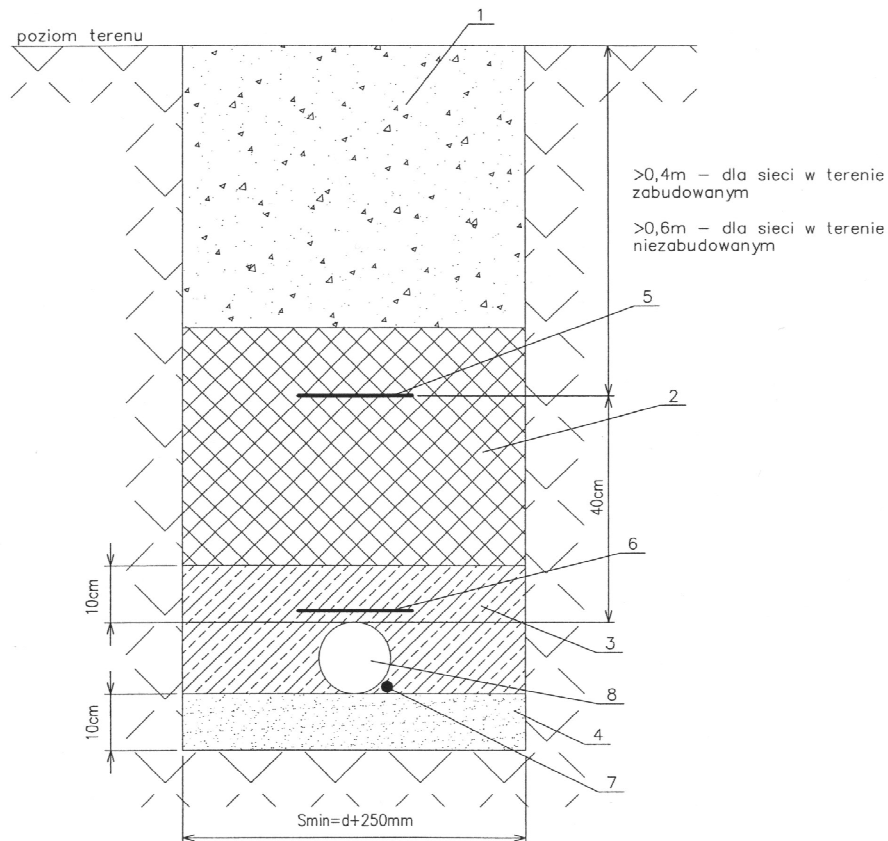 poziom terenu
1
>0,4m – dla sieci w terenie
zabudowanym
>0,6m – dla sieci w terenie
niezabudowanym
5
2
40cm
6
10cm
3
8
10cm
4
7
Smin=d+250mm